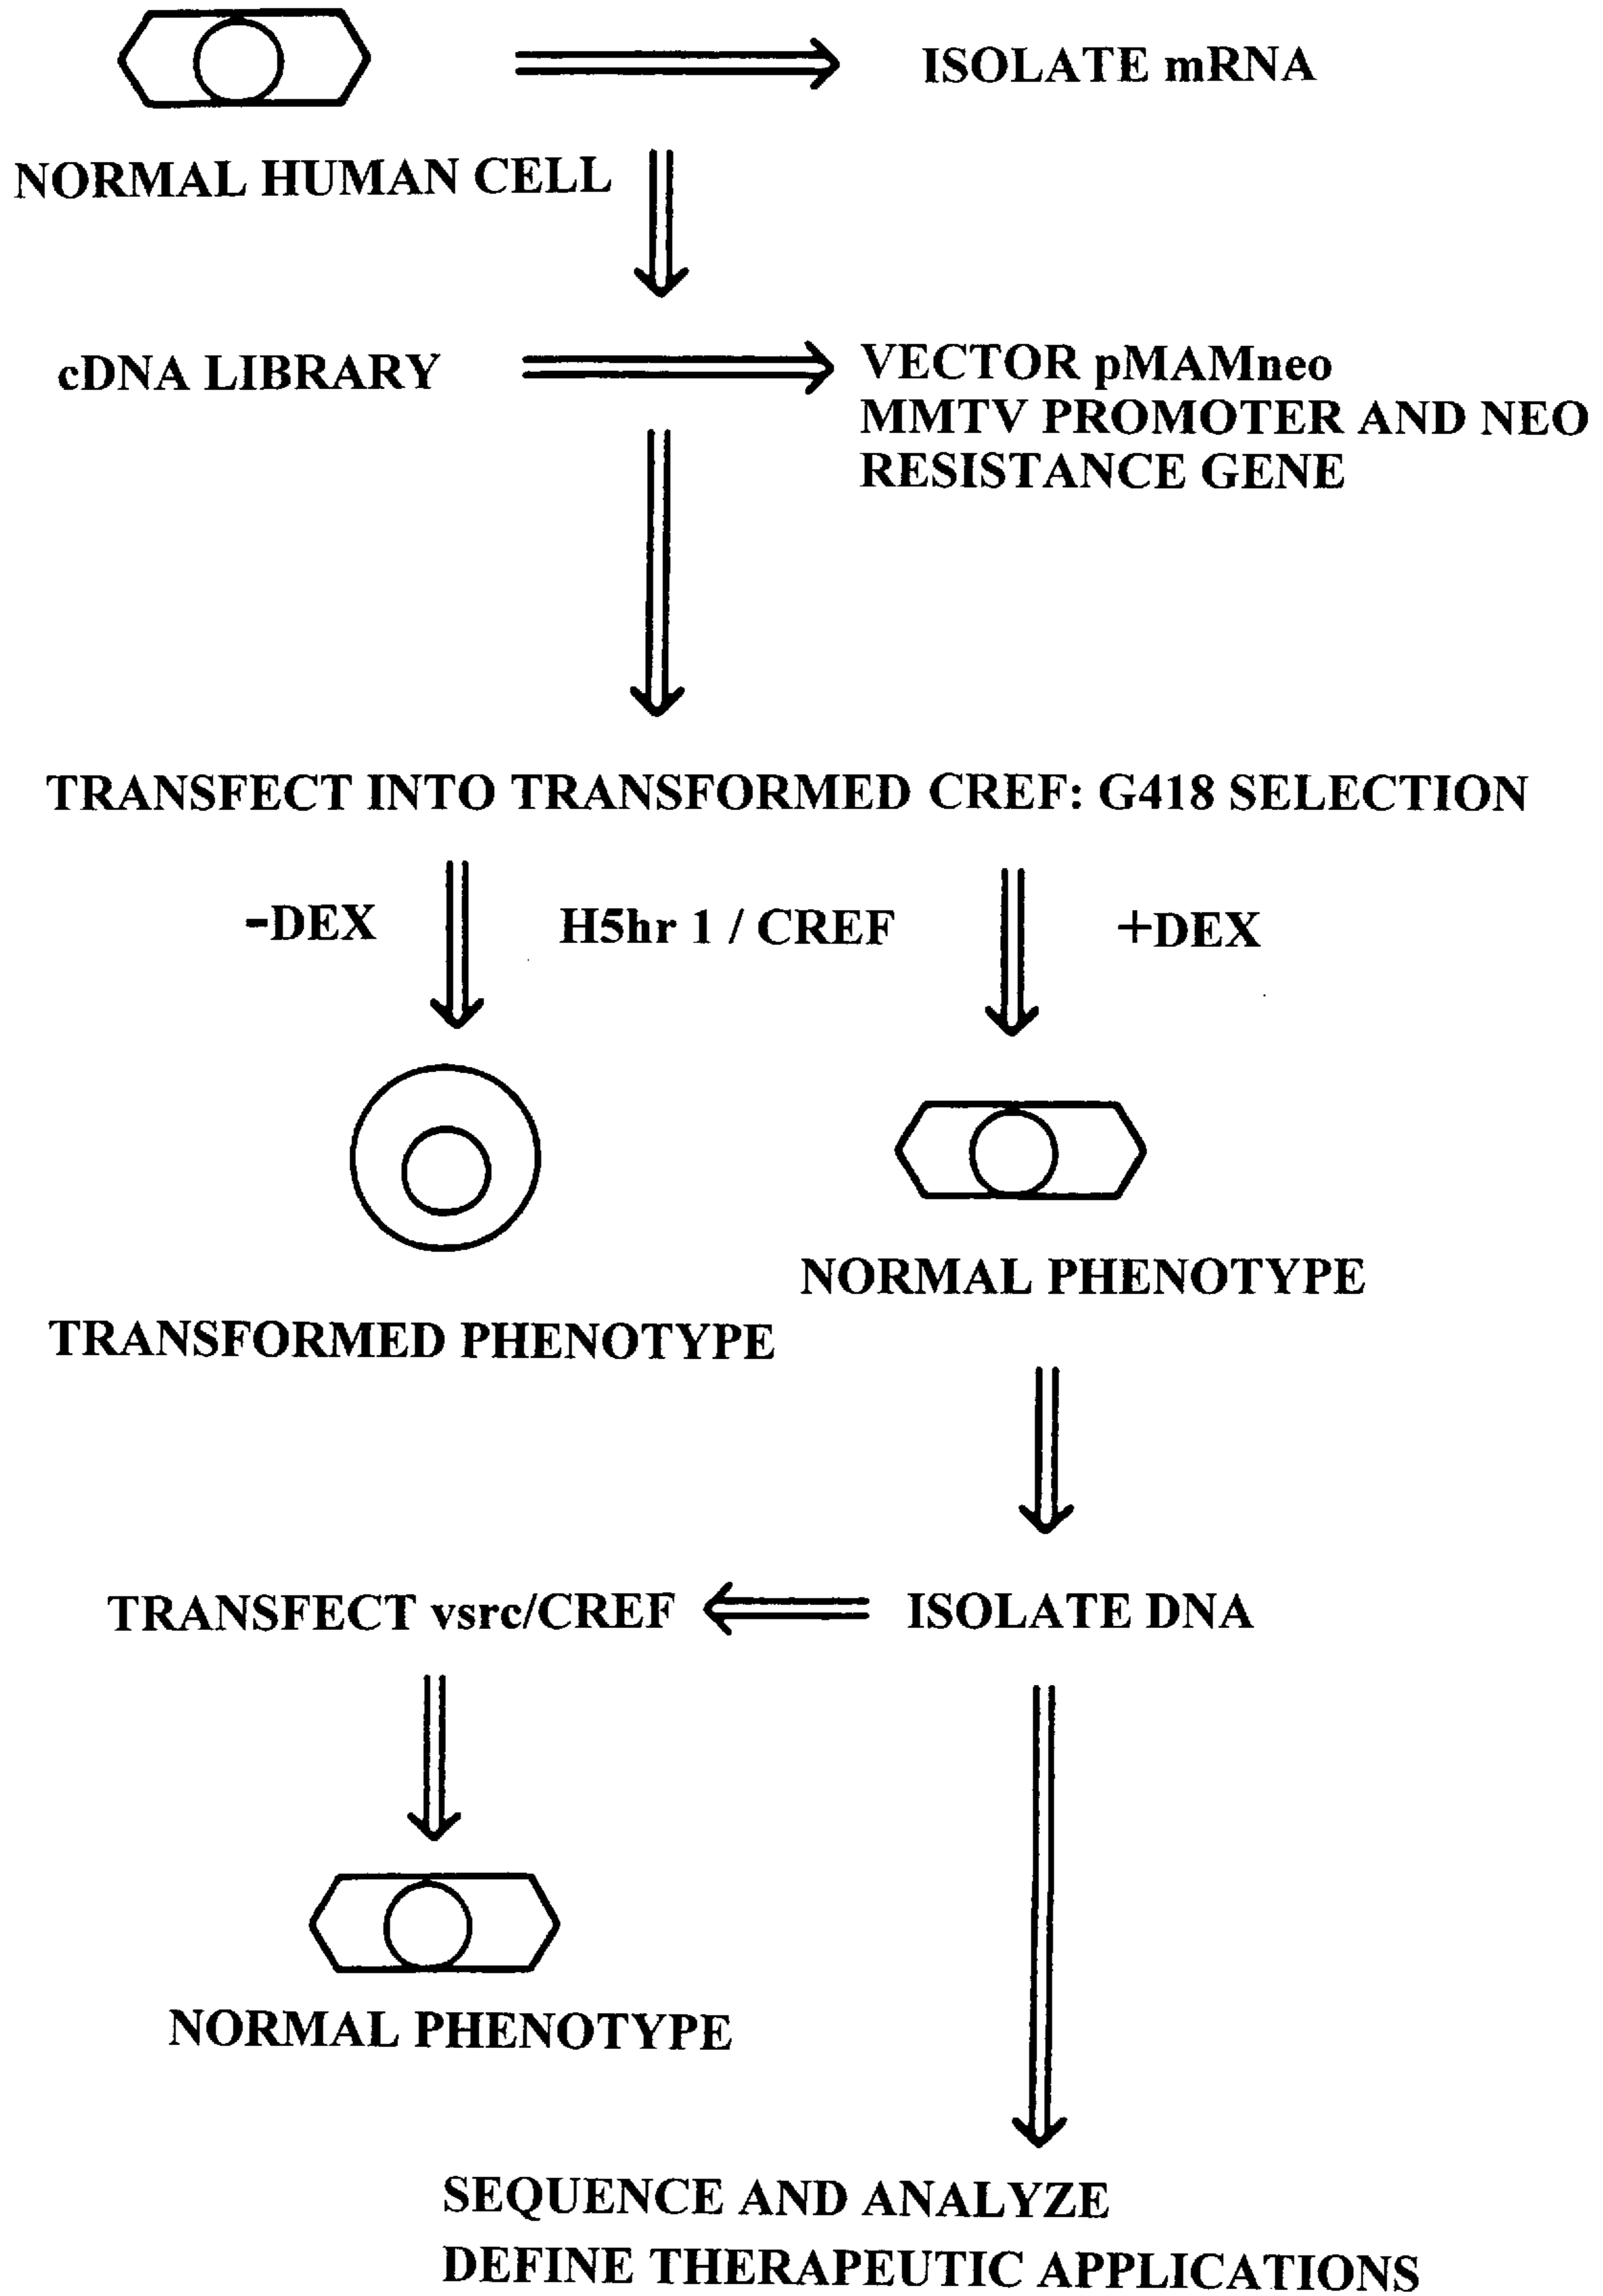 ISOLATE mRNA
NORMAL HUMAN CELL
cDNA LIBRARY
VECTOR pMAMneo
MMTV PROMOTER AND NEO
RESISTANCE GENE
TRANSFECT INTO TRANSFORMED CREF: G418 SELECTION
-DEX
H5hr 1 / CREF
+DEX
NORMAL PHENOTYPE
TRANSFORMED PHENOTYPE
TRANSFECT vsrc/CREF
ISOLATE DNA
NORMAL PHENOTYPE
SEQUENCE AND ANALYZE
DEFINE THERAPEUTIC APPLICATIONS